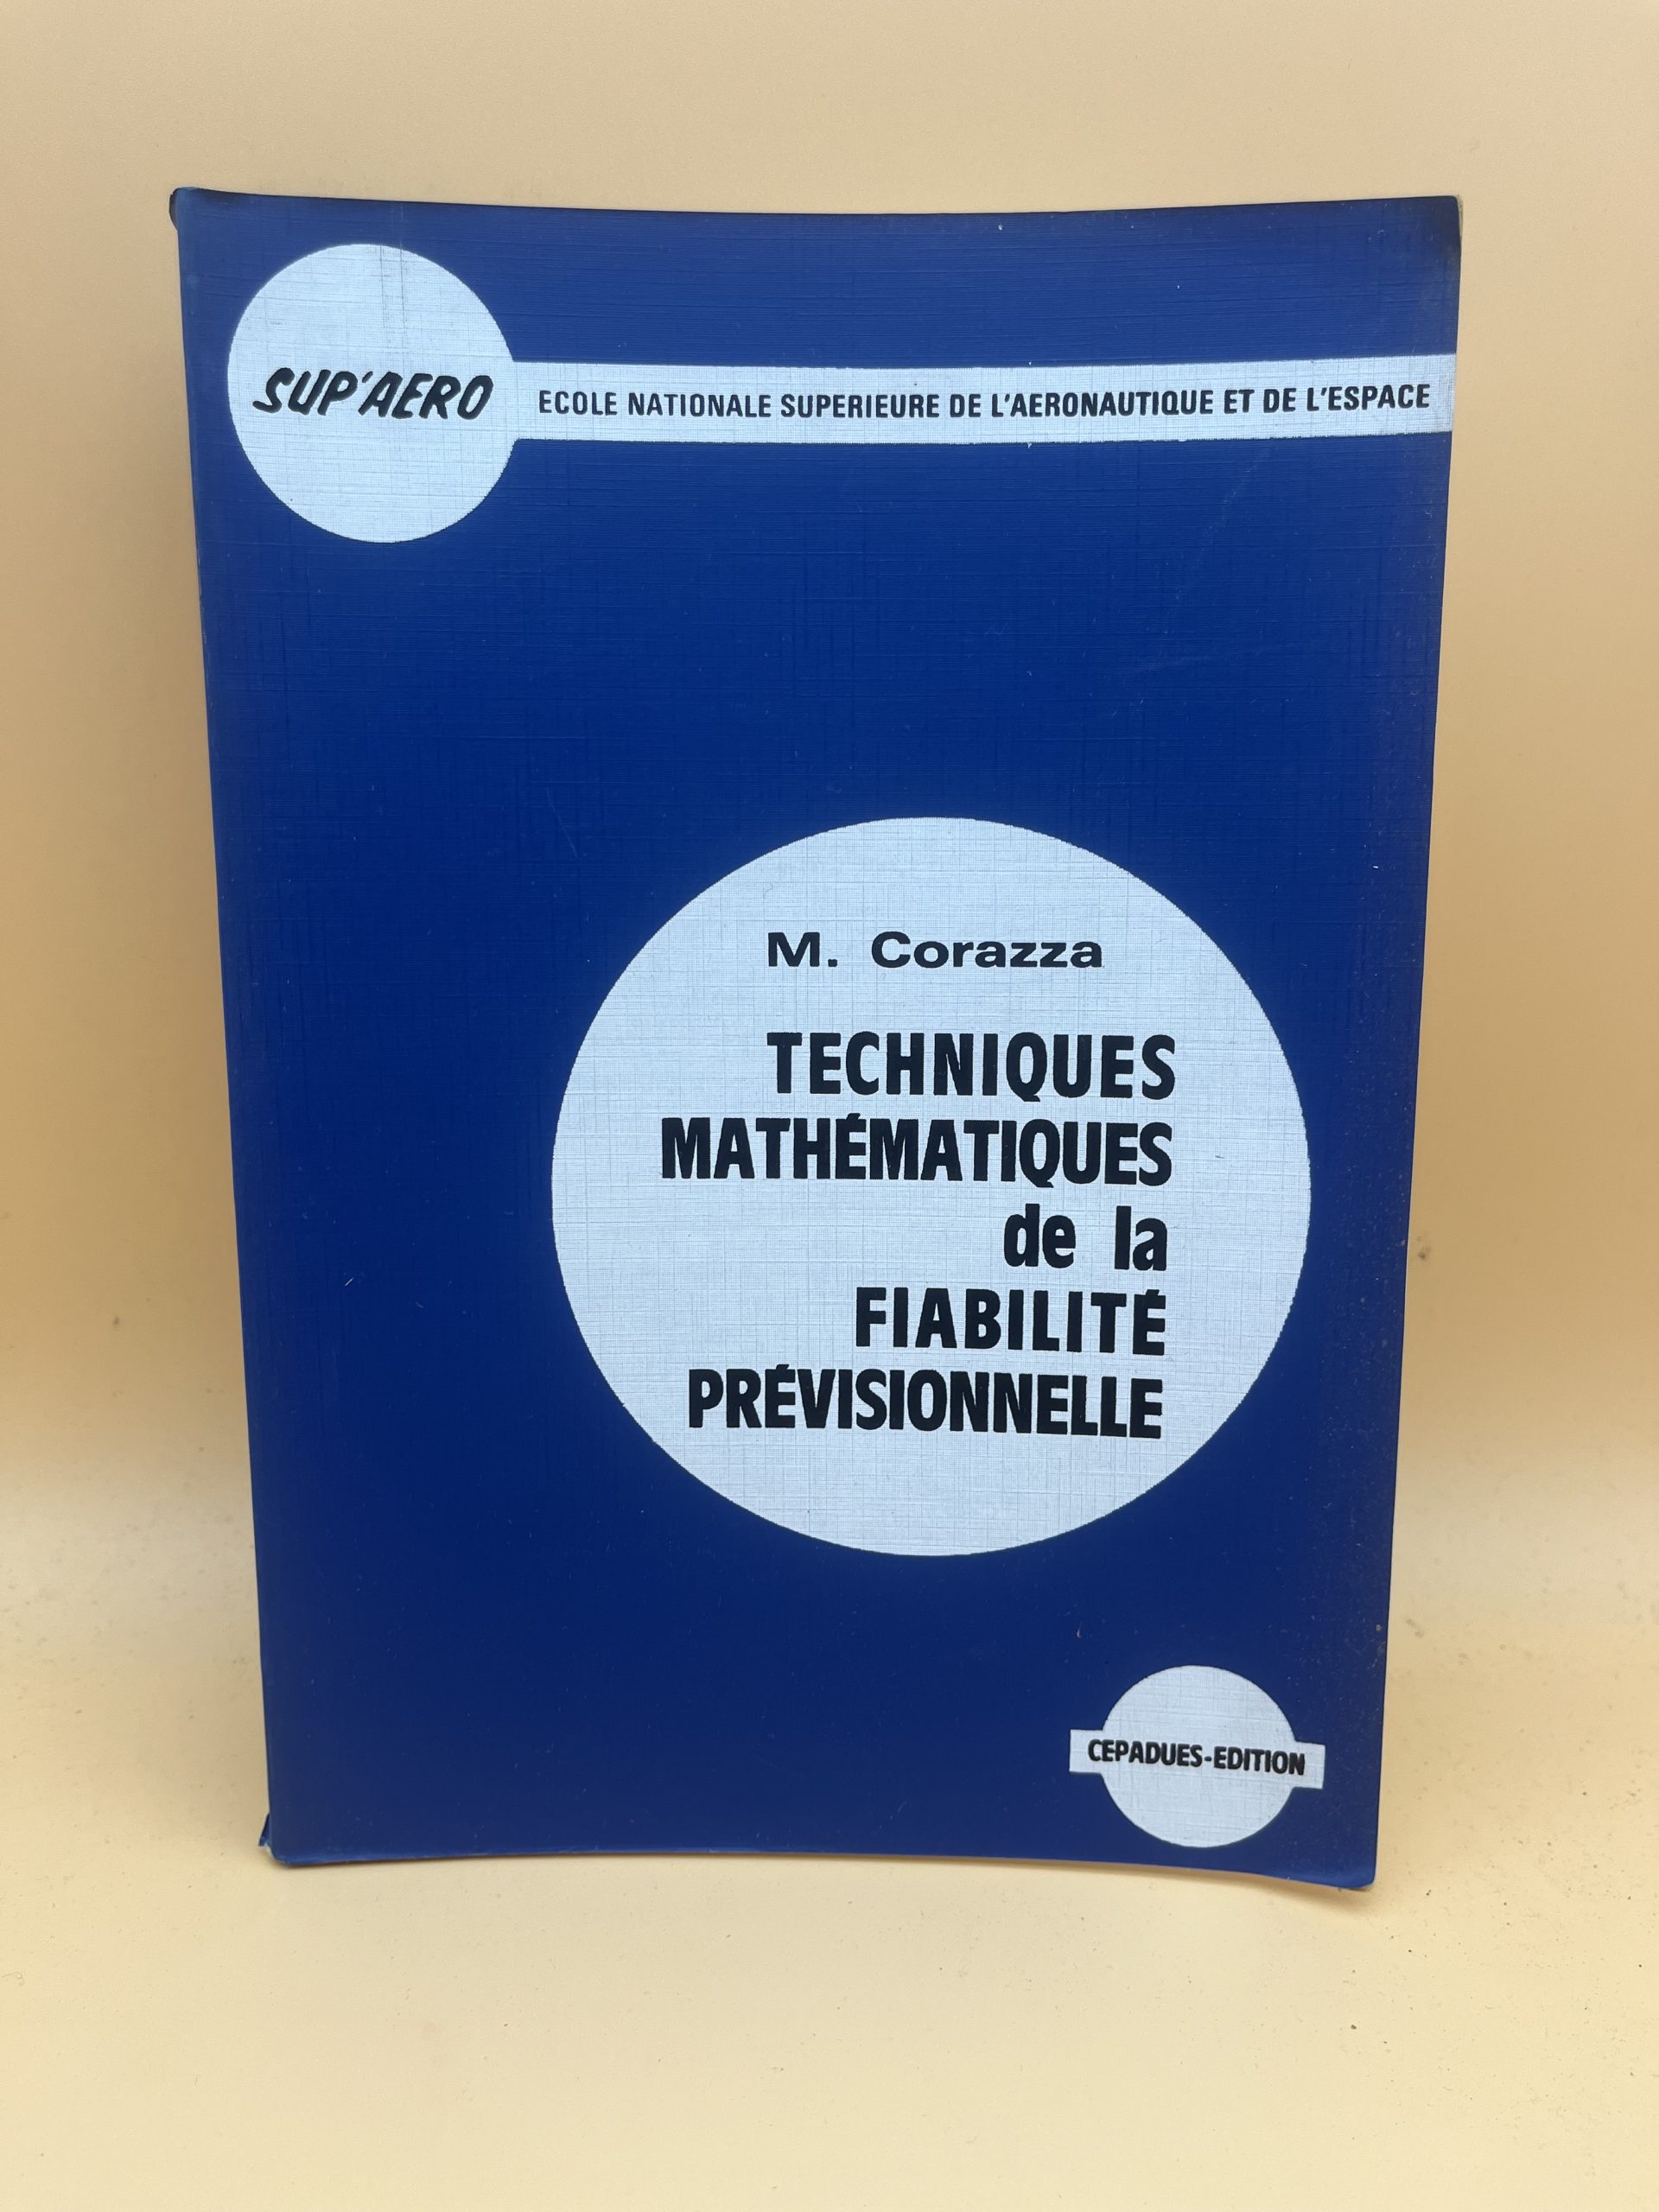 SUP'AERO
ECOLE NATIONALE SUPERIEURE DE L'AERONAUTIQUE ET DE L'ESPACE
M. Corazza
TECHNIQUES
MATHÉMATIQUES
de la
FIABILITÉ
PRÉVISIONNELLE
CEPADUES-EDITION